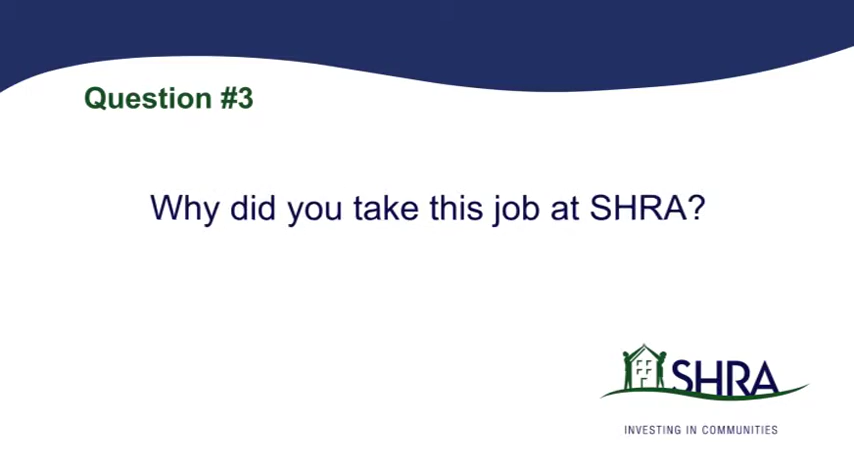 Question #3
Why did you take this job at SHRA?
SHRA
INVESTING IN COMMUNITIES